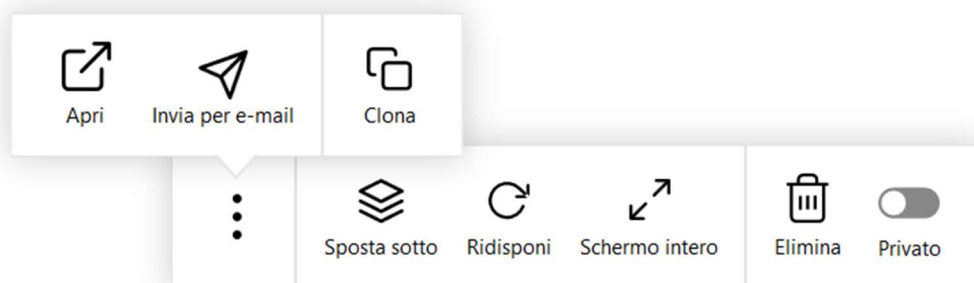 Apri
Invia per e-mail
Clona
Sposta sotto
Ridisponi
Schermo intero
Elimina
Privato